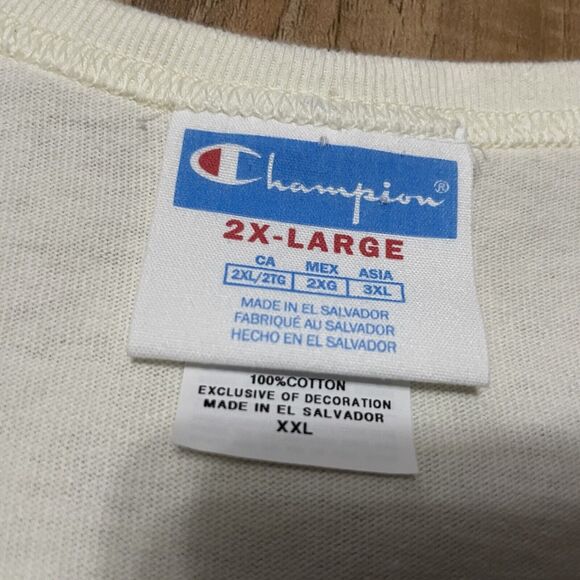 Champion®
2X-LARGE
CA MEX ASIA
2XL/2TG 2XG 3XL
MADE IN EL SALVADOR
FABRIQUÉ AU SALVADOR
HECHO EN EL SALVADOR
100%COTTON
EXCLUSIVE OF DECORATION
MADE IN EL SALVADOR
XXL